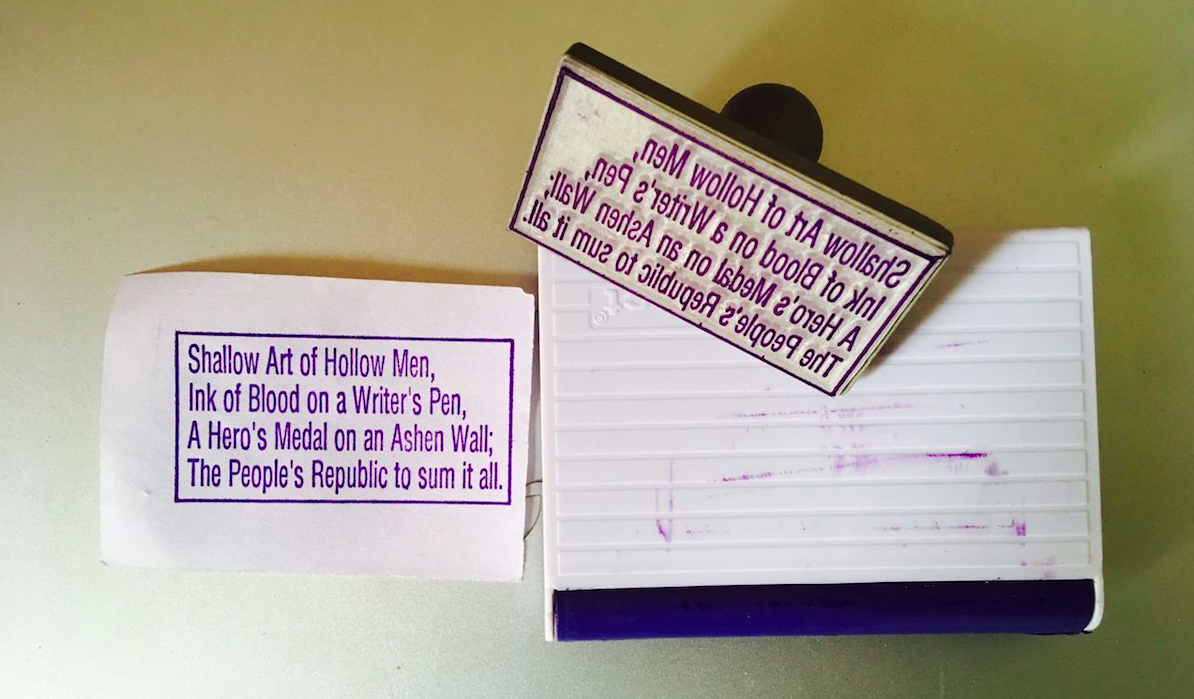 Shallow Art of Hollow Men,
Ink of Blood on a Writer's Pen,
A Hero's Medal on an Ashen Wall;
The People's Republic to sum it all.
Shallow Art of Hollow Men,
Ink of Blood on a Writer's Pen,
A Hero's Medal on an Ashen Wall;
The People's Republic to sum it all.